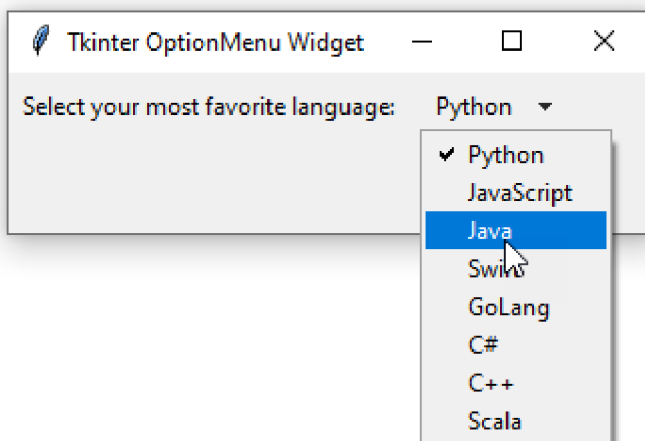 Tkinter OptionMenu Widget
Select your most favorite language: Python
Python
JavaScript
Java
GoLang
C#
C++
Scala